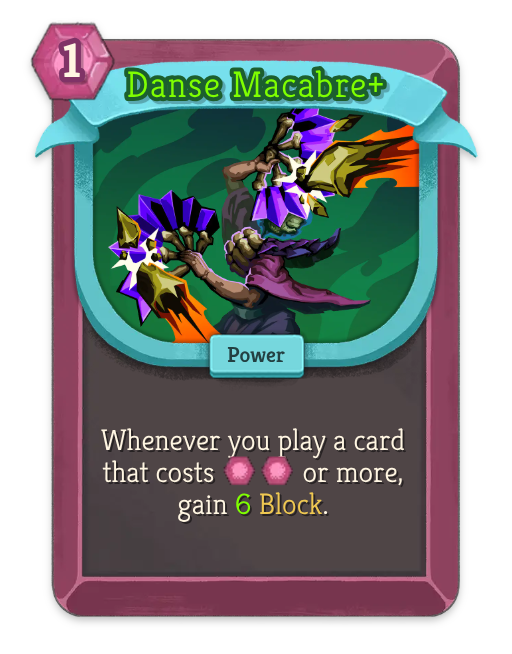 1
Danse Macabre+
Power
Whenever you play a card
that costs or more,
gain 6 Block.